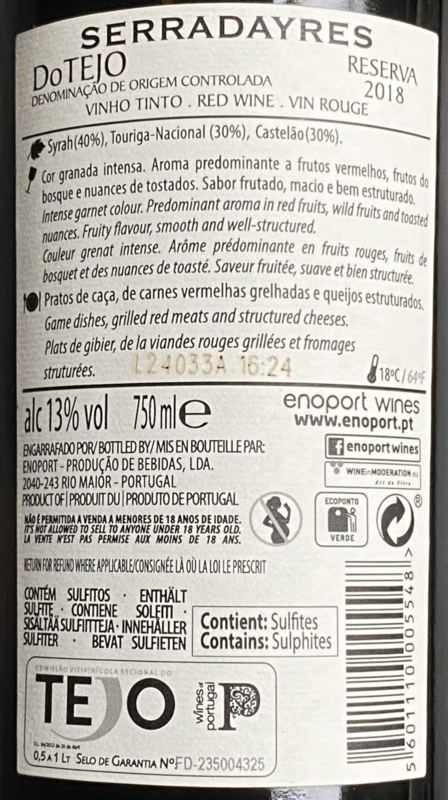 SERRADAYRES
DoTEJO
DENOMINAÇÃO DE ORIGEM CONTROLADA
RESERVA
2018
VINHO TINTO . RED WINE . VIN ROUGE
Syrah(40%), Touriga-Nacional (30%), Castelão(30%).
Cor granada intensa. Aroma predominante a frutos vermelhos, frutos do
bosque e nuances de tostados. Sabor frutado, macio e bem estruturado.
Intense garnet colour. Predominant aroma in red fruits, wild fruits and toasted
nuances. Fruity flavour, smooth and well-structured.
Couleur grenat intense. Arôme prédominante en fruits rouges, fruits de
bosquet et des nuances de toasté. Saveur fruitée, suave et bien structurée.
Pratos de caça, de carnes vermelhas grelhadas e queijos estruturados.
Game dishes, grilled red meats and structured cheeses.
Plats de gibier, de la viandes rouges grillées et fromages
struturées.
L24033A 16:24
18ºC/64ºF
alc 13% vol 750 ml e
enoport wines
www.enoport.pt
ENGARRAFADO POR/ BOTTLED BY/ MIS EN BOUTEILLE PAR:
ENOPORT - PRODUÇÃO DE BEBIDAS, LDA.
2040-243 RIO MAIOR - PORTUGAL
PRODUCT OF | PRODUIT DU | PRODUTO DE PORTUGAL
f enoportwines
WINEinMODERATION.eu
Art de Vivre
NÃO É PERMITIDA A VENDA A MENORES DE 18 ANOS DE IDADE.
IT'S NOT ALLOWED TO SELL TO ANYONE UNDER 18 YEARS OLD.
LA VENTE N'EST PAS PERMISE AUX MOINS DE 18 ANS.
ECOPONTO
VERDE
®
RETURN FOR REFUND WHERE APPLICABLE/CONSIGNÉE LÀ OÙ LA LOI LE PRESCRIT
CONTÉM SULFITOS · ENTHÄLT
SULFITE · CONTIENE SOLFITI ·
SISÄLTÄÄ SULFIITTEJA · INNEHÅLLER
SULFITER · BEVAT SULFIETEN
Contient: Sulfites
Contains: Sulphites
COMISSÃO VITIVINÍCOLA REGIONAL DO
TEJO
wines of
portugal
0,5 A 1 LT SELO DE GARANTIA Nº:FD-235004325
5 601110 005548 >